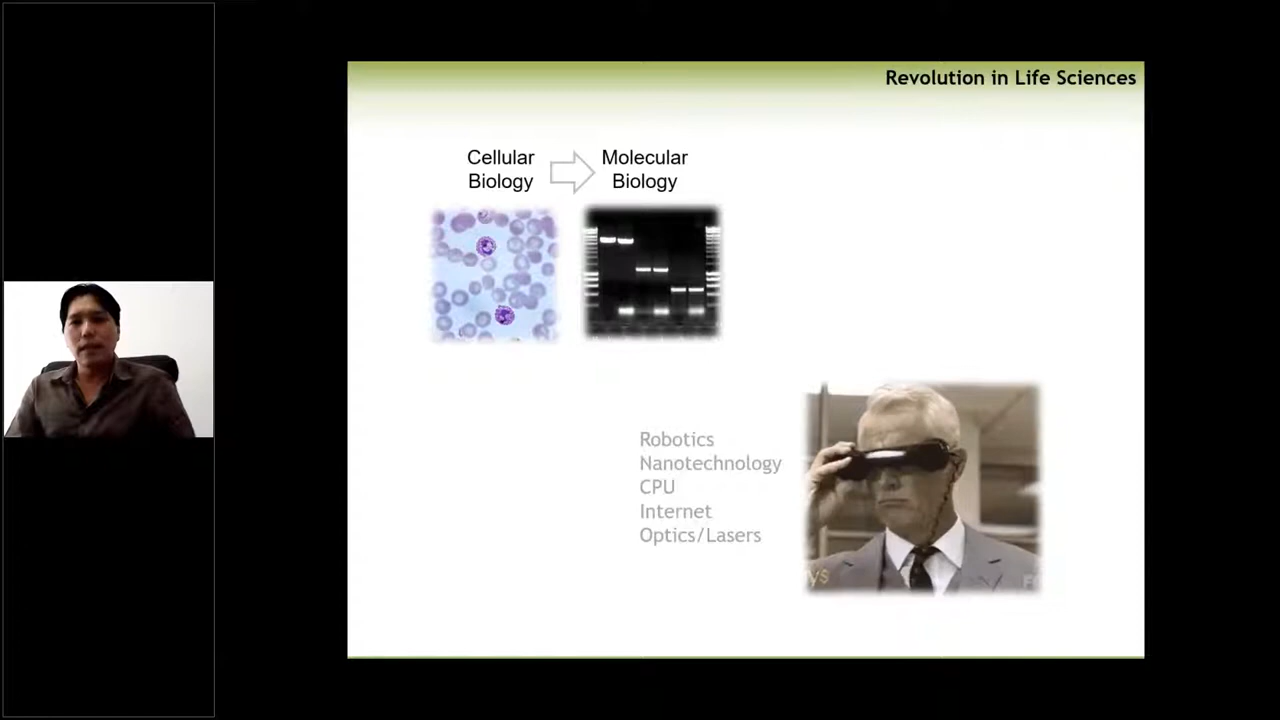 Revolution in Life Sciences
Cellular
Biology
Molecular
Biology
Robotics
Nanotechnology
CPU
Internet
Optics/Lasers